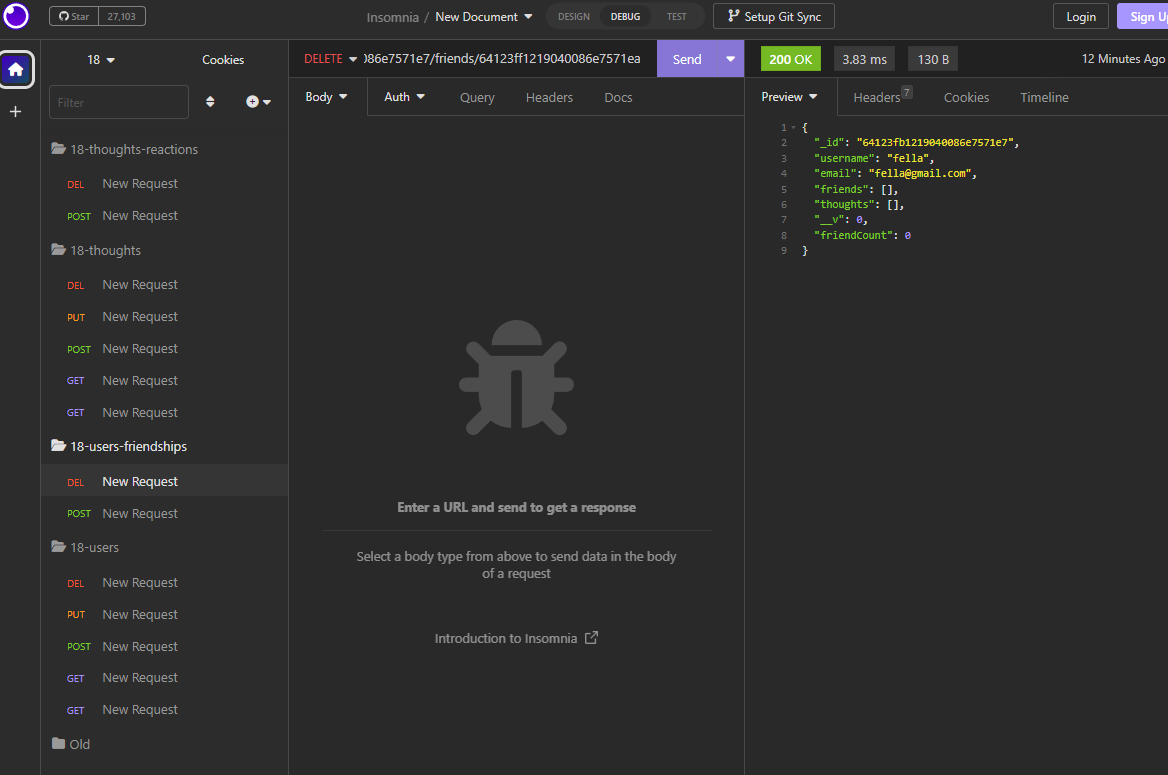 Star 27,103
Insomnia / New Document
DESIGN DEBUG TEST
Setup Git Sync
Login
Sign Up
18
Cookies
Filter
18-thoughts-reactions
DEL New Request
POST New Request
18-thoughts
DEL New Request
PUT New Request
POST New Request
GET New Request
GET New Request
18-users-friendships
DEL New Request
POST New Request
18-users
DEL New Request
PUT New Request
POST New Request
GET New Request
GET New Request
Old
DELETE 086e7571e7/friends/64123ff1219040086e7571ea Send
Body Auth Query Headers Docs
Enter a URL and send to get a response
Select a body type from above to send data in the body
of a request
Introduction to Insomnia
200 OK 3.83 ms 130 B 12 Minutes Ago
Preview Headers 7 Cookies Timeline
1 {
2 "_id": "64123fb1219040086e7571e7",
3 "username": "fella",
4 "email": "fella@gmail.com",
5 "friends": [],
6 "thoughts": [],
7 "__v": 0,
8 "friendCount": 0
9 }